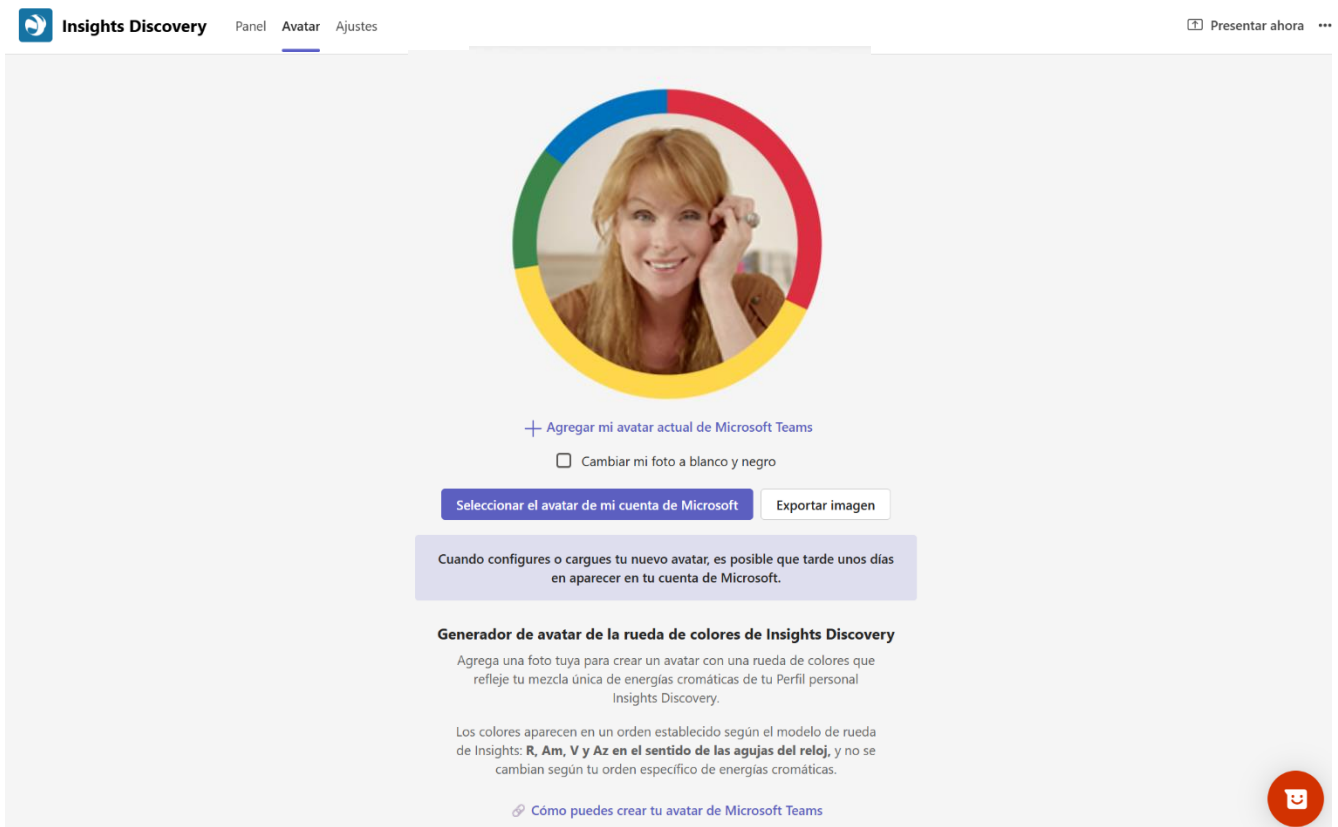 Insights Discovery Panel Avatar Ajustes Presentar ahora
Agregar mi avatar actual de Microsoft Teams
Cambiar mi foto a blanco y negro
Seleccionar el avatar de mi cuenta de Microsoft Exportar imagen
Cuando configures o cargues tu nuevo avatar, es posible que tarde unos días
en aparecer en tu cuenta de Microsoft.
Generador de avatar de la rueda de colores de Insights Discovery
Agrega una foto tuya para crear un avatar con una rueda de colores que
refleje tu mezcla única de energías cromáticas de tu Perfil personal
Insights Discovery.
Los colores aparecen en un orden establecido según el modelo de rueda
de Insights: R, Am, V y Az en el sentido de las agujas del reloj, y no se
cambian según tu orden específico de energías cromáticas.
Cómo puedes crear tu avatar de Microsoft Teams